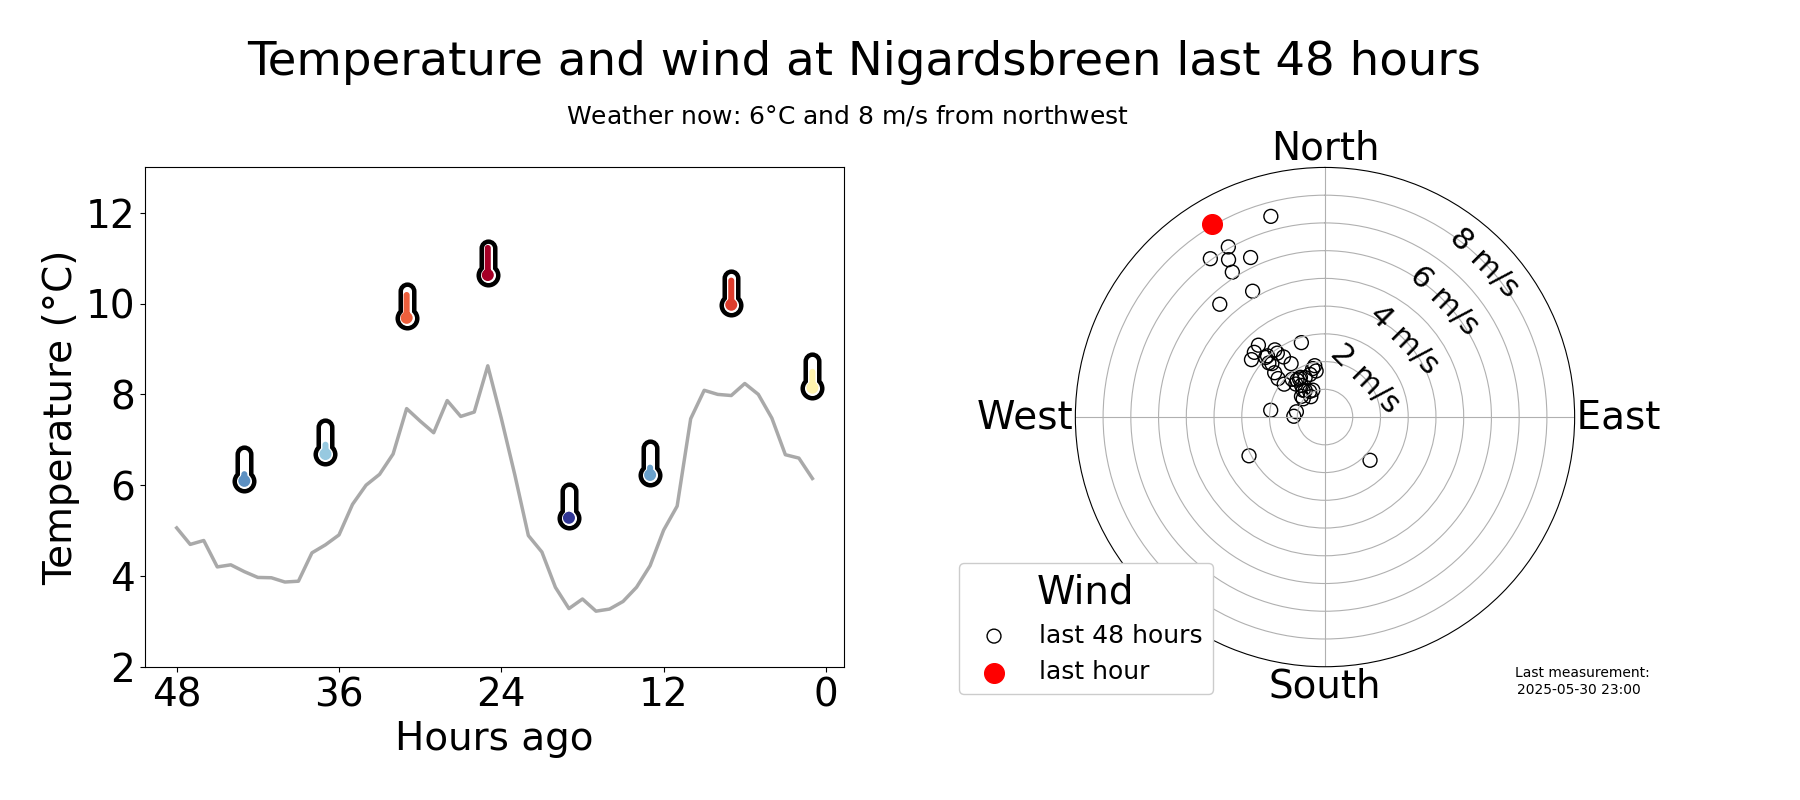 Temperature and wind at Nigardsbreen last 48 hours
Weather now: 6°C and 8 m/s from northwest
Temperature (°C)
12
10
8
6
4
2
48 36 24 12 0
Hours ago
North
West
East
South
8 m/s
6 m/s
4 m/s
2 m/s
Wind
last 48 hours
last hour
Last measurement:
2025-05-30 23:00